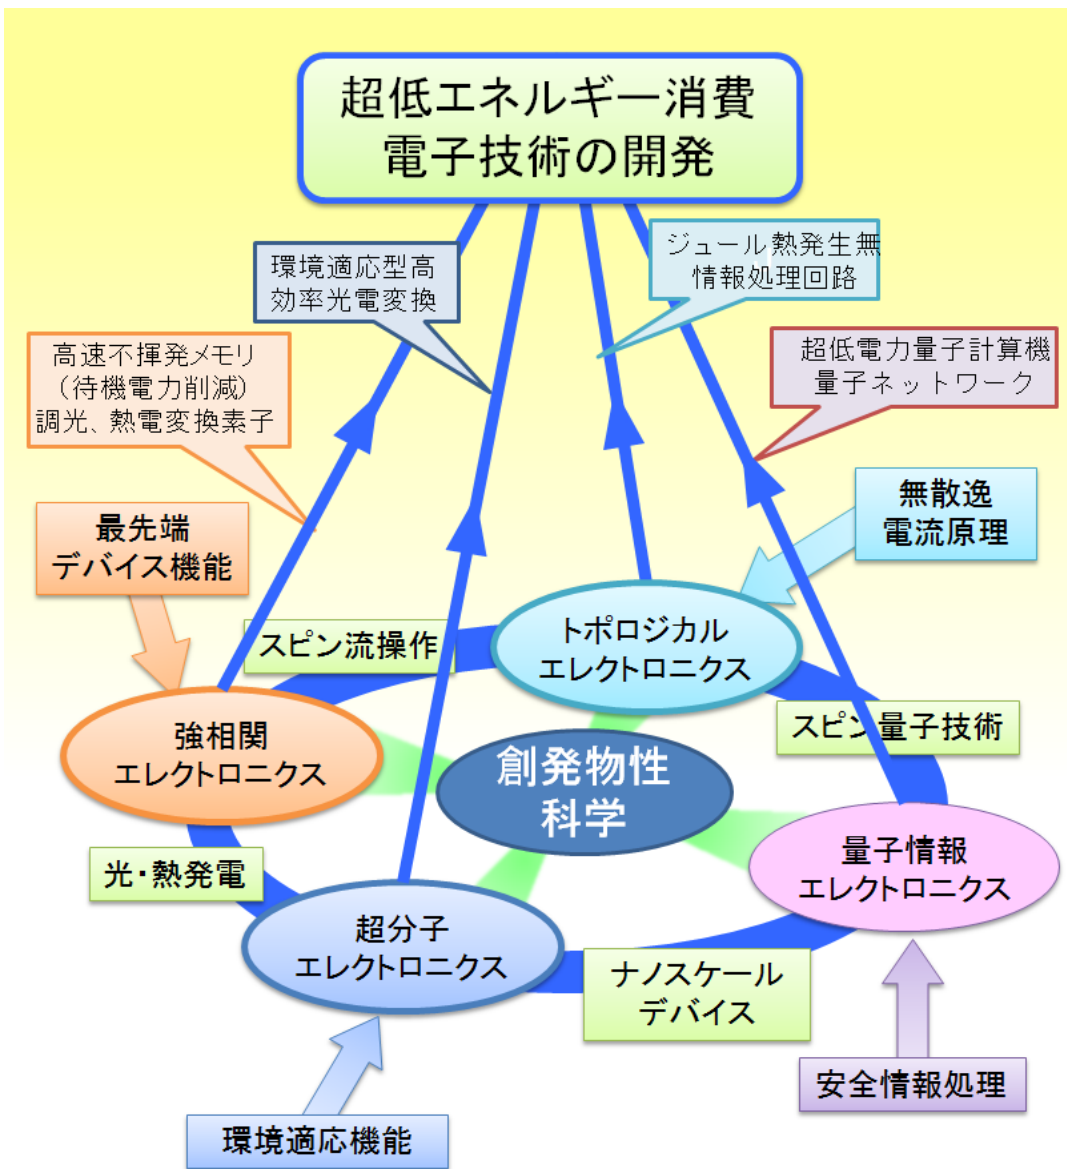 超低エネルギー消費
電子技術の開発
環境適応型高
効率光電変換
ジュール熱発生無
情報処理回路
高速不揮発メモリ
(待機電力削減)
調光、熱電変換素子
超低電力量子計算機
量子ネットワーク
最先端
デバイス機能
無散逸
電流原理
スピン流操作
トポロジカル
エレクトロニクス
強相関
エレクトロニクス
スピン量子技術
創発物性
科学
光・熱発電
量子情報
エレクトロニクス
超分子
エレクトロニクス
ナノスケール
デバイス
安全情報処理
環境適応機能